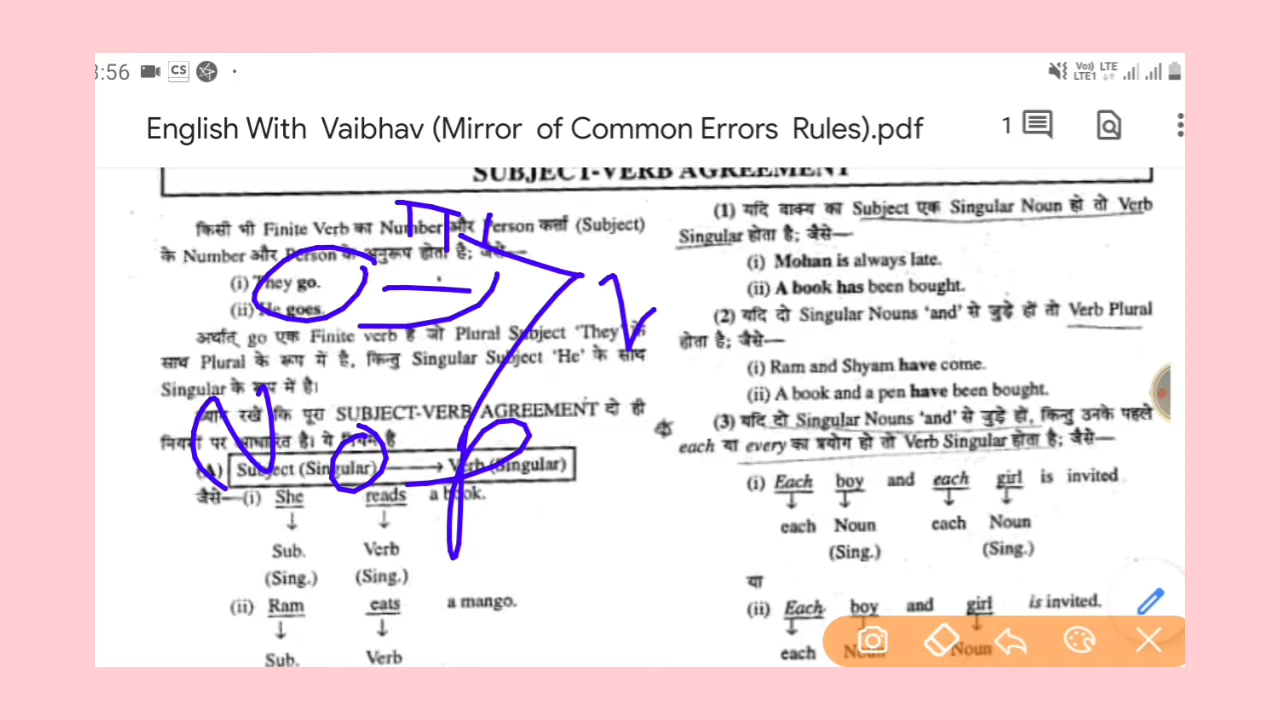 :56 CS · Vo) LTE LTE1
English With Vaibhav (Mirror of Common Errors Rules).pdf 1
SUBJECT-VERB AGREEMENT
किसी भी Finite Verb का Number और Person कर्त्ता (Subject)
के Number और Person के अनुरूप होता है; जैसे—
(i) They go.
(ii) He goes.
अर्थात् go एक Finite verb है जो Plural Subject 'They' के
साथ Plural के रूप में है, किन्तु Singular Subject 'He' के साथ
Singular के रूप में है।
ध्यान रखें कि पूरा SUBJECT-VERB AGREEMENT दो ही
नियमों पर आधारित है। ये नियम है
(A) Subject (Singular) → Verb (Singular)
जैसे—(i) She reads a book.
↓ ↓
Sub. Verb
(Sing.) (Sing.)
(ii) Ram eats a mango.
↓ ↓
Sub. Verb
(1) यदि वाक्य का Subject एक Singular Noun हो तो Verb
Singular होता है; जैसे—
(i) Mohan is always late.
(ii) A book has been bought.
(2) यदि दो Singular Nouns 'and' से जुड़े हों तो Verb Plural
होता है; जैसे—
(i) Ram and Shyam have come.
(ii) A book and a pen have been bought.
(3) यदि दो Singular Nouns 'and' से जुड़े हो, किन्तु उनके पहले
each या every का प्रयोग हो तो Verb Singular होता है; जैसे—
(i) Each boy and each girl is invited
↓ ↓ ↓ ↓
each Noun each Noun
(Sing.) (Sing.)
या
(ii) Each boy and girl is invited.
each Noun Noun